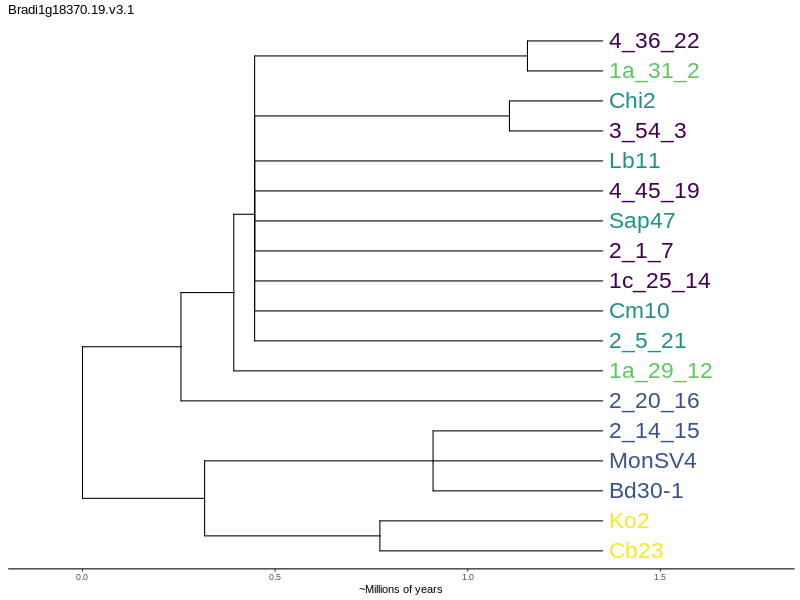 Bradi1g18370.19.v3.1
4_36_22
1a_31_2
Chi2
3_54_3
Lb11
4_45_19
Sap47
2_1_7
1c_25_14
Cm10
2_5_21
1a_29_12
2_20_16
2_14_15
MonSV4
Bd30-1
Ko2
Cb23
0.0 0.5 1.0 1.5
~Millions of years